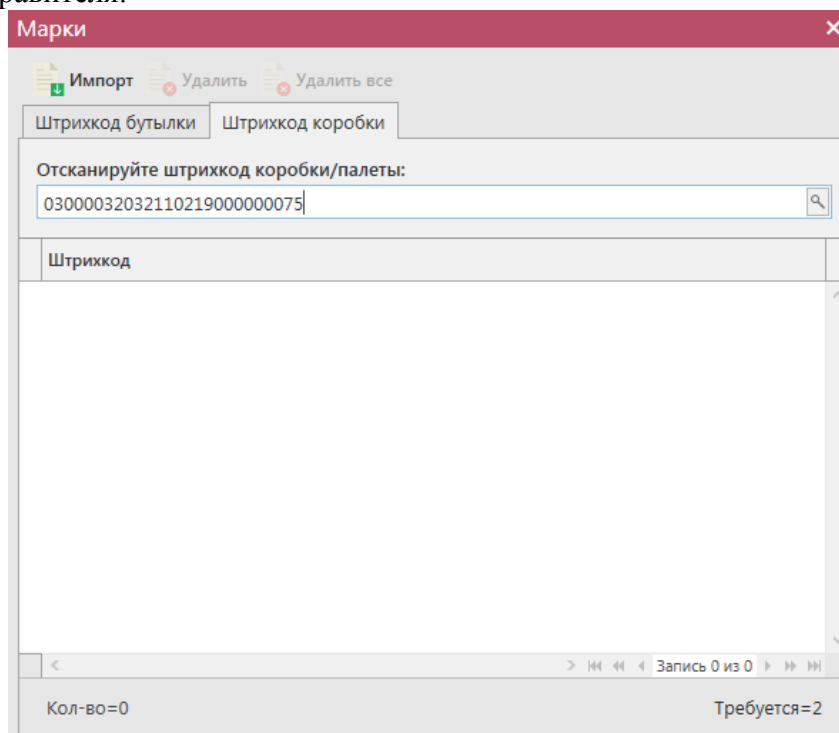 Марки
Импорт Удалить Удалить все
Штрихкод бутылки Штрихкод коробки
Отсканируйте штрихкод коробки/палеты:
03000032032110219000000075
Штрихкод
Запись 0 из 0
Кол-во=0 Требуется=2